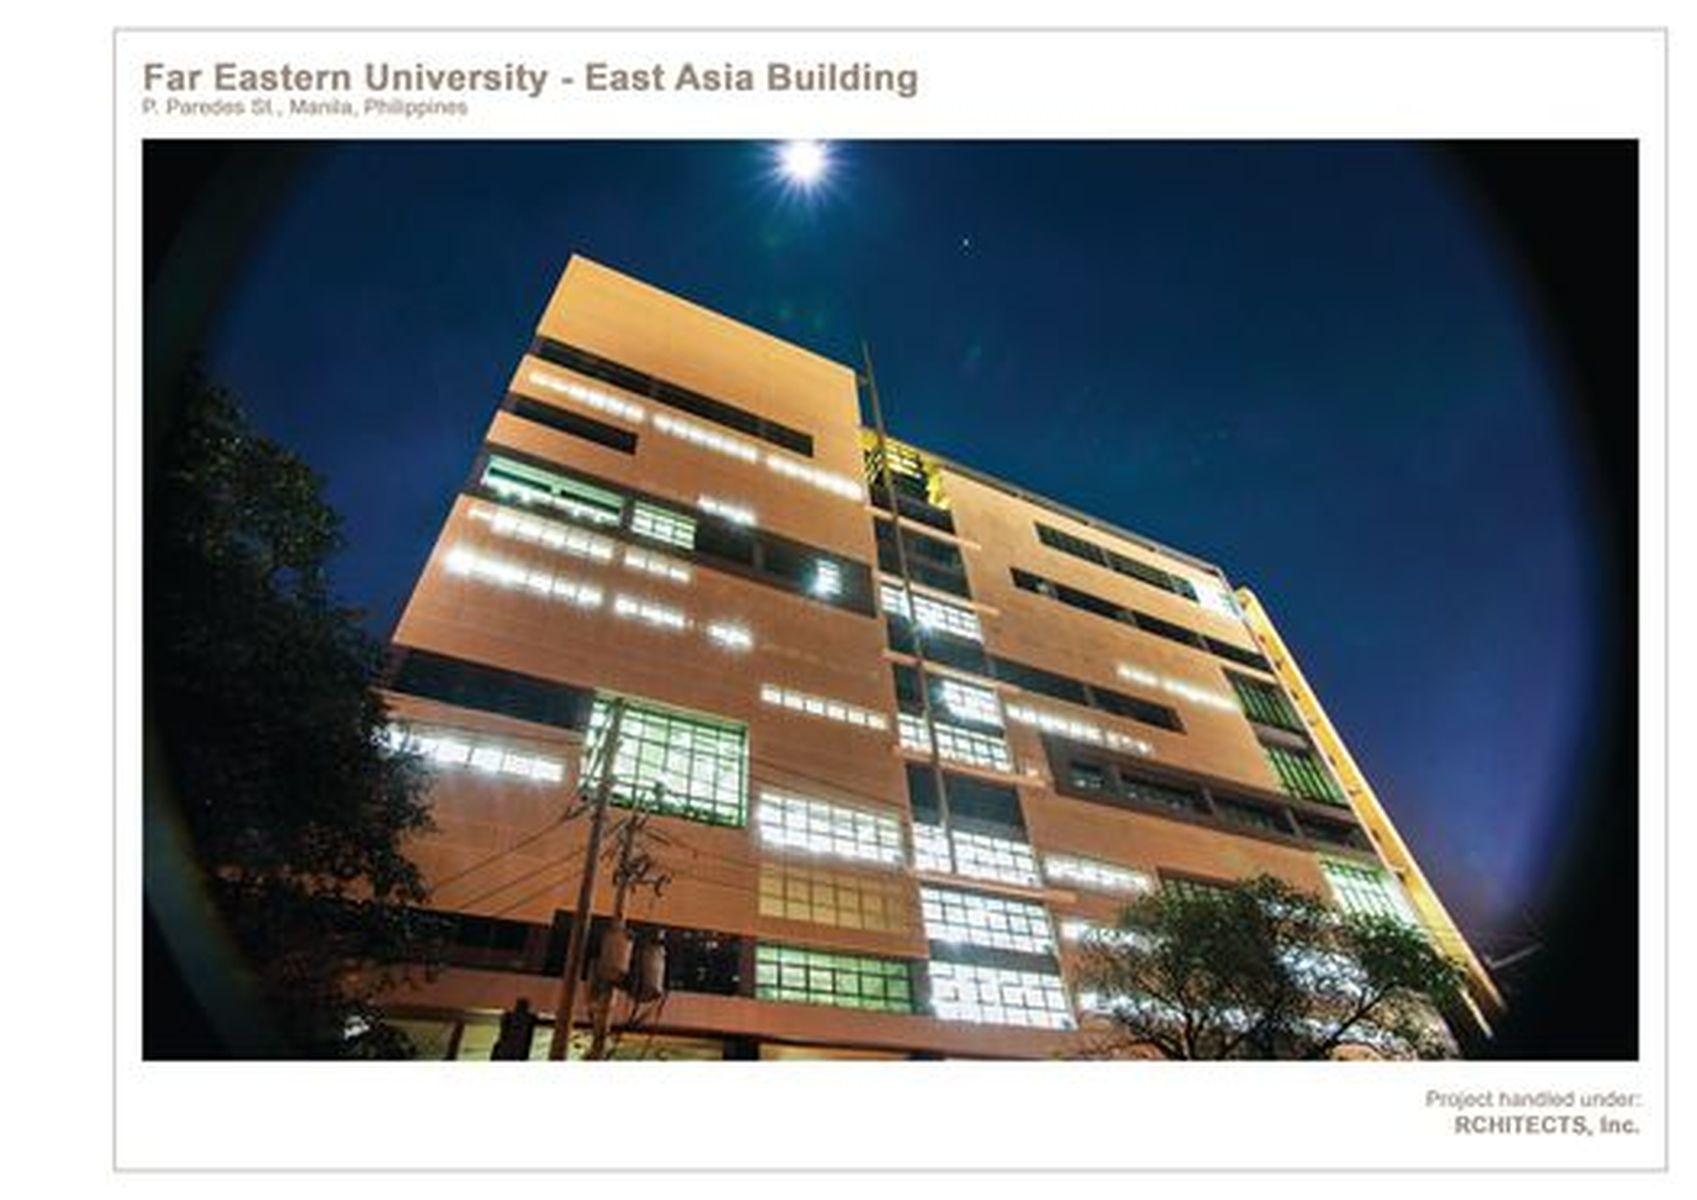 Far Eastern University - East Asia Building
P. Paredes St., Manila, Philippines
Project handled under:
RCHITECTS, Inc.